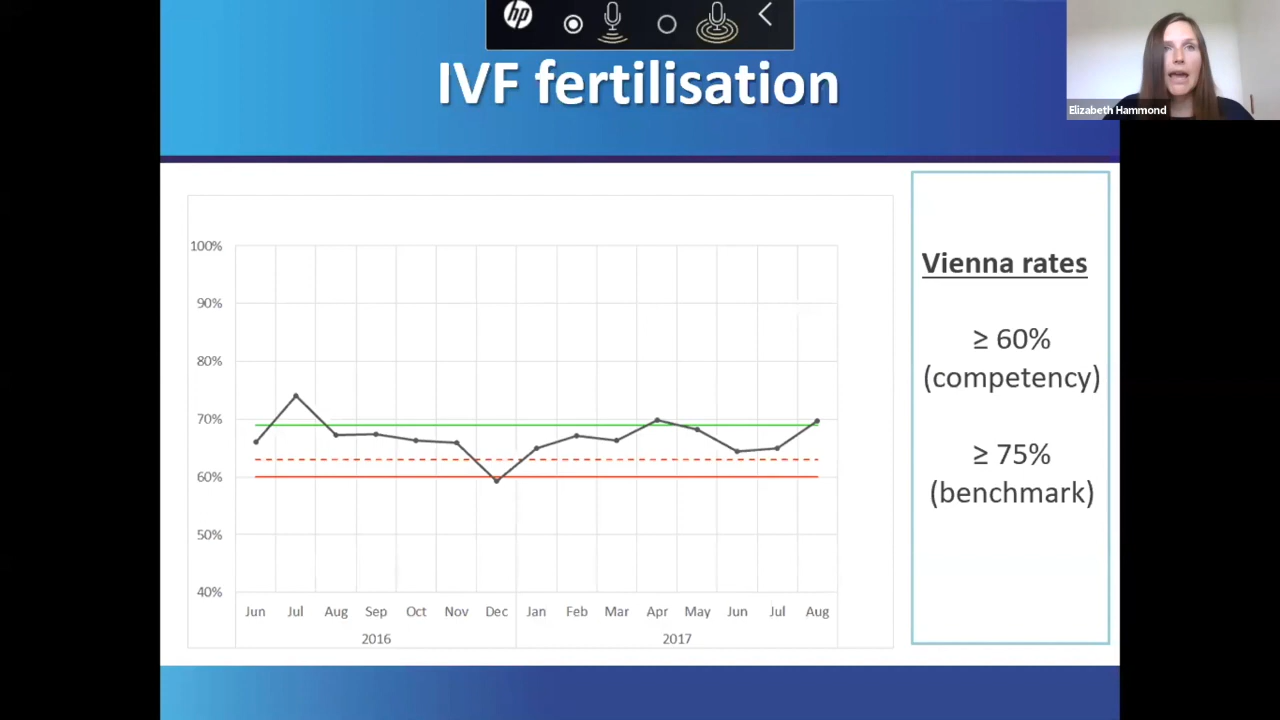 hp
IVF fertilisation
Elizabeth Hammond
100%
90%
80%
70%
60%
50%
40%
Jun Jul Aug Sep Oct Nov Dec Jan Feb Mar Apr May Jun Jul Aug
2016 2017
Vienna rates
≥ 60%
(competency)
≥ 75%
(benchmark)